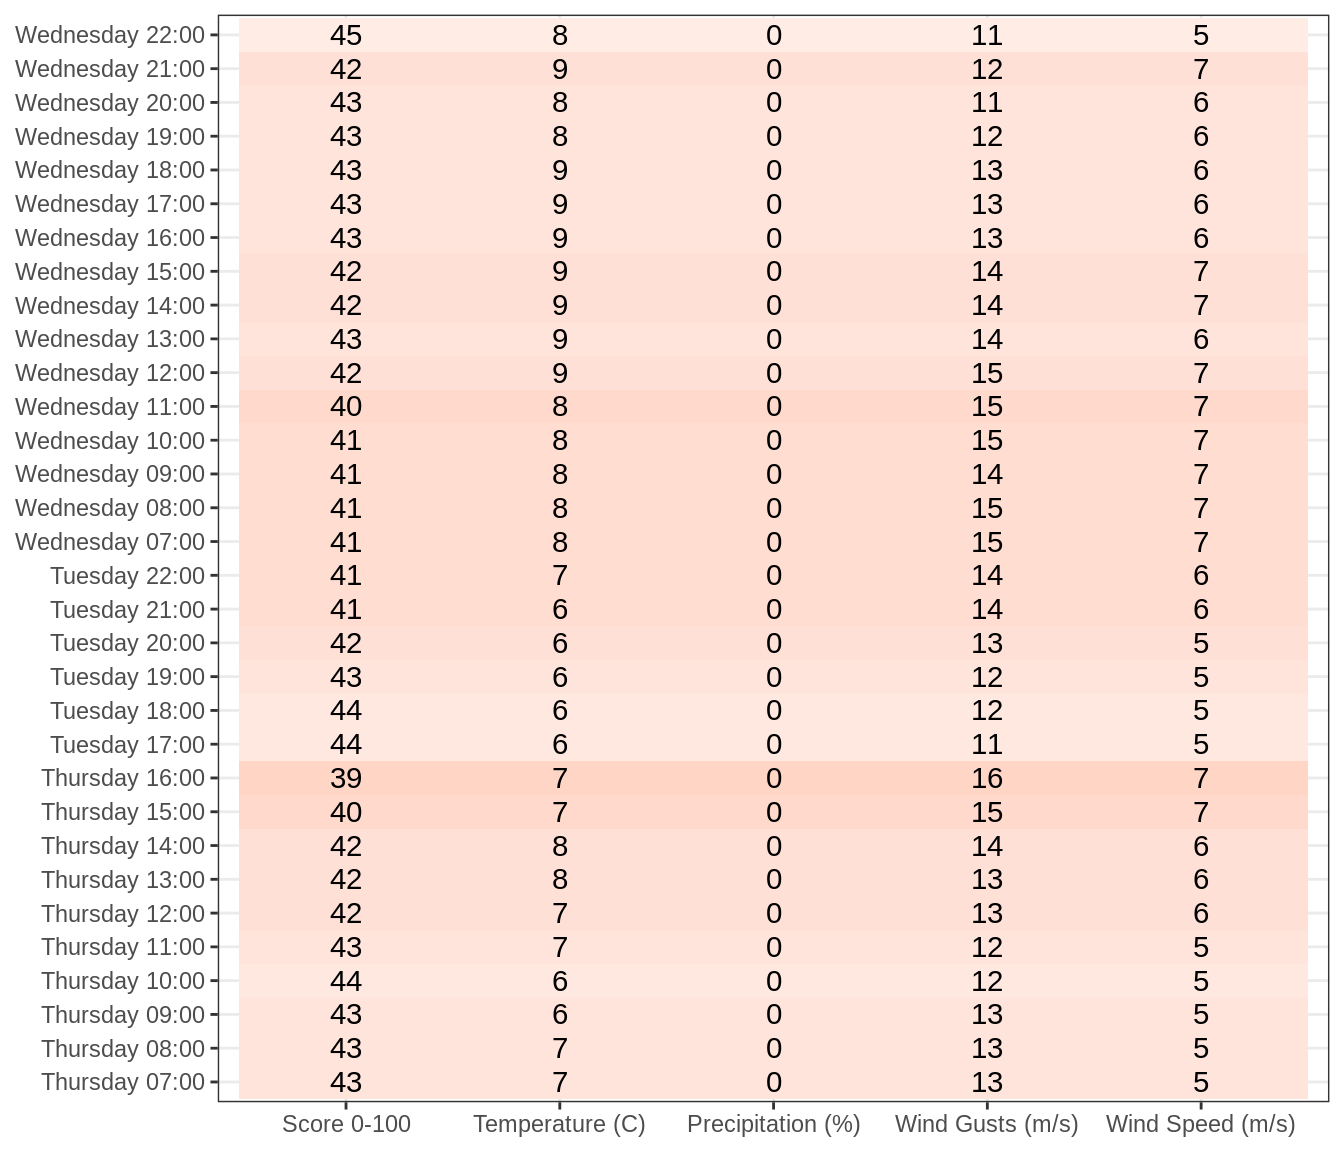 Wednesday 22:00 45 8 0 11 5
Wednesday 21:00 42 9 0 12 7
Wednesday 20:00 43 8 0 11 6
Wednesday 19:00 43 8 0 12 6
Wednesday 18:00 43 9 0 13 6
Wednesday 17:00 43 9 0 13 6
Wednesday 16:00 43 9 0 13 6
Wednesday 15:00 42 9 0 14 7
Wednesday 14:00 42 9 0 14 7
Wednesday 13:00 43 9 0 14 6
Wednesday 12:00 42 9 0 15 7
Wednesday 11:00 40 8 0 15 7
Wednesday 10:00 41 8 0 15 7
Wednesday 09:00 41 8 0 14 7
Wednesday 08:00 41 8 0 15 7
Wednesday 07:00 41 8 0 15 7
Tuesday 22:00 41 7 0 14 6
Tuesday 21:00 41 6 0 14 6
Tuesday 20:00 42 6 0 13 5
Tuesday 19:00 43 6 0 12 5
Tuesday 18:00 44 6 0 12 5
Tuesday 17:00 44 6 0 11 5
Thursday 16:00 39 7 0 16 7
Thursday 15:00 40 7 0 15 7
Thursday 14:00 42 8 0 14 6
Thursday 13:00 42 8 0 13 6
Thursday 12:00 42 7 0 13 6
Thursday 11:00 43 7 0 12 5
Thursday 10:00 44 6 0 12 5
Thursday 09:00 43 6 0 13 5
Thursday 08:00 43 7 0 13 5
Thursday 07:00 43 7 0 13 5
Score 0-100 Temperature (C) Precipitation (%) Wind Gusts (m/s) Wind Speed (m/s)